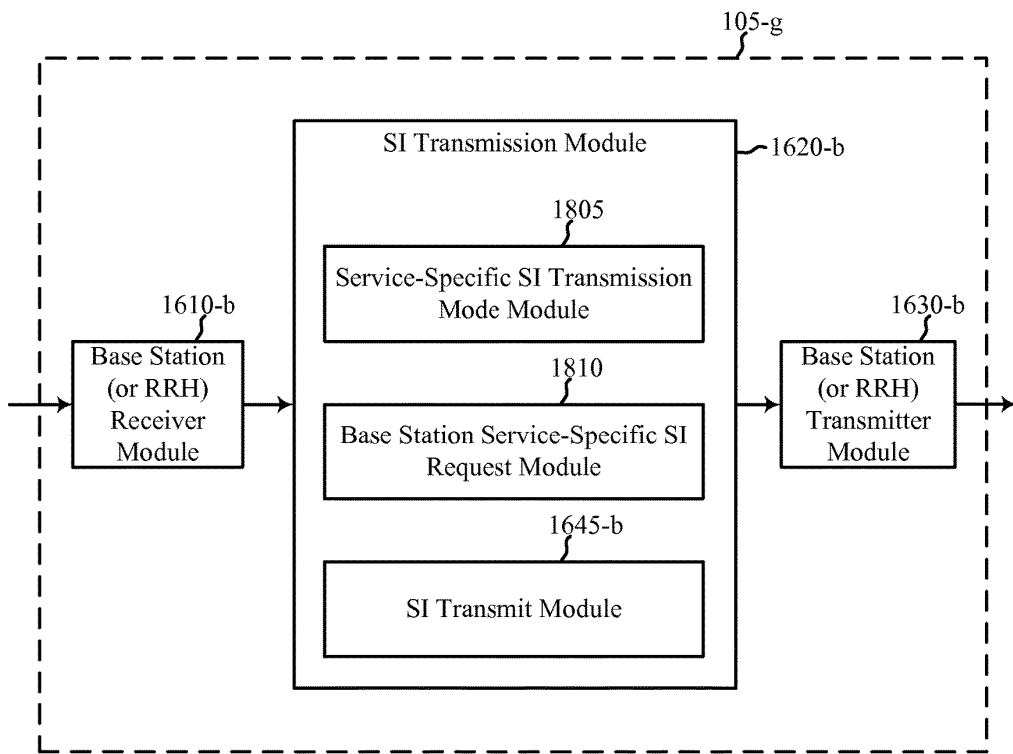 105-g
SI Transmission Module
1620-b
1805
Service-Specific SI Transmission
Mode Module
1610-b
Base Station
(or RRH)
Receiver
Module
1810
Base Station Service-Specific SI
Request Module
1630-b
Base Station
(or RRH)
Transmitter
Module
1645-b
SI Transmit Module